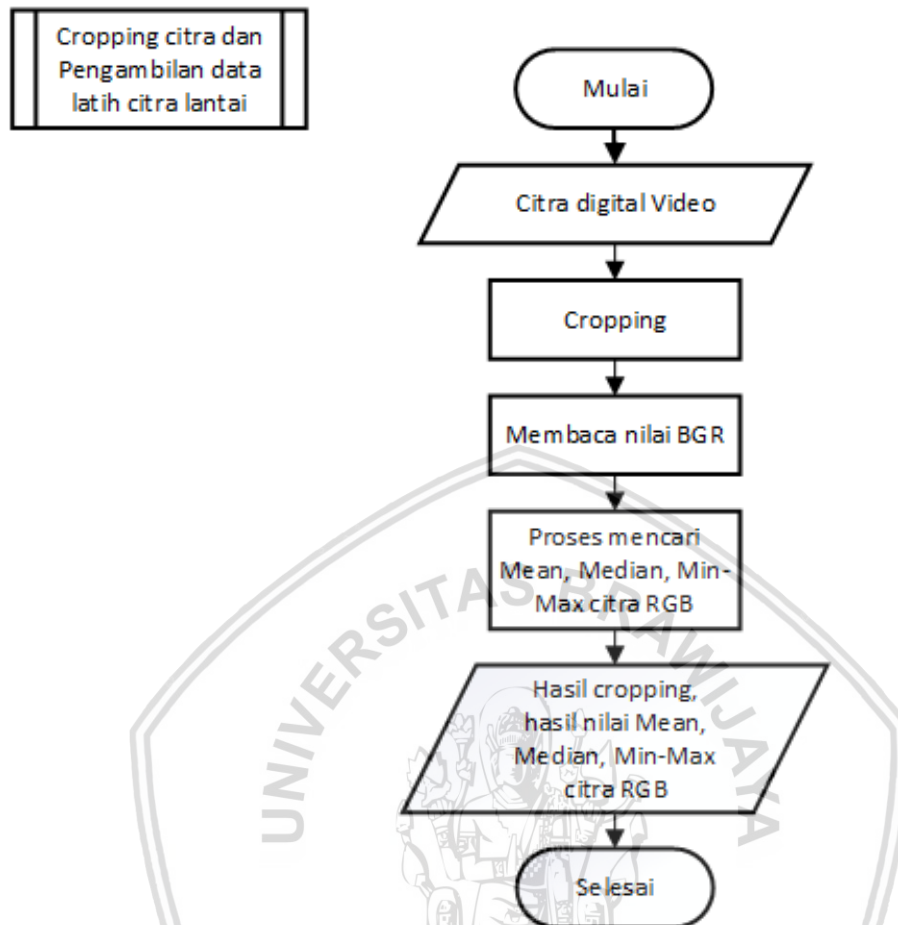 Cropping citra dan
Pengambilan data
latih citra lantai
Mulai
Citra digital Video
Cropping
Membaca nilai BGR
Proses mencari
Mean, Median, Min-
Max citra RGB
Hasil cropping,
hasil nilai Mean,
Median, Min-Max
citra RGB
Selesai
UNIVERSITAS BRAWIJAYA